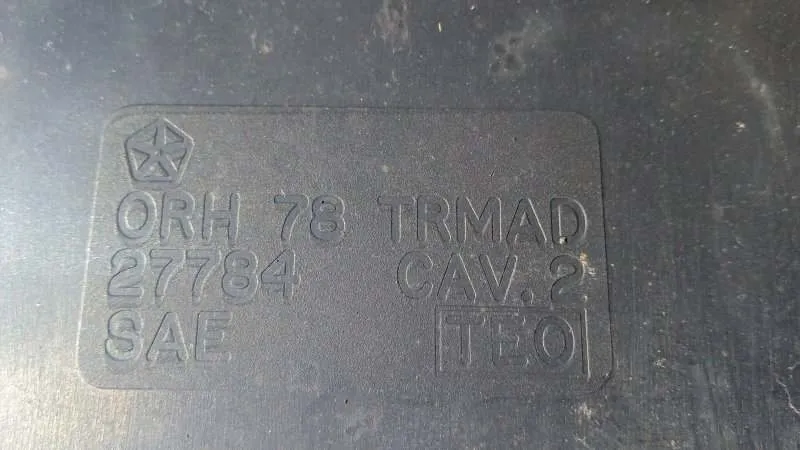 ORH 78 TRMAD
27784 CAV. 2
SAE TEO